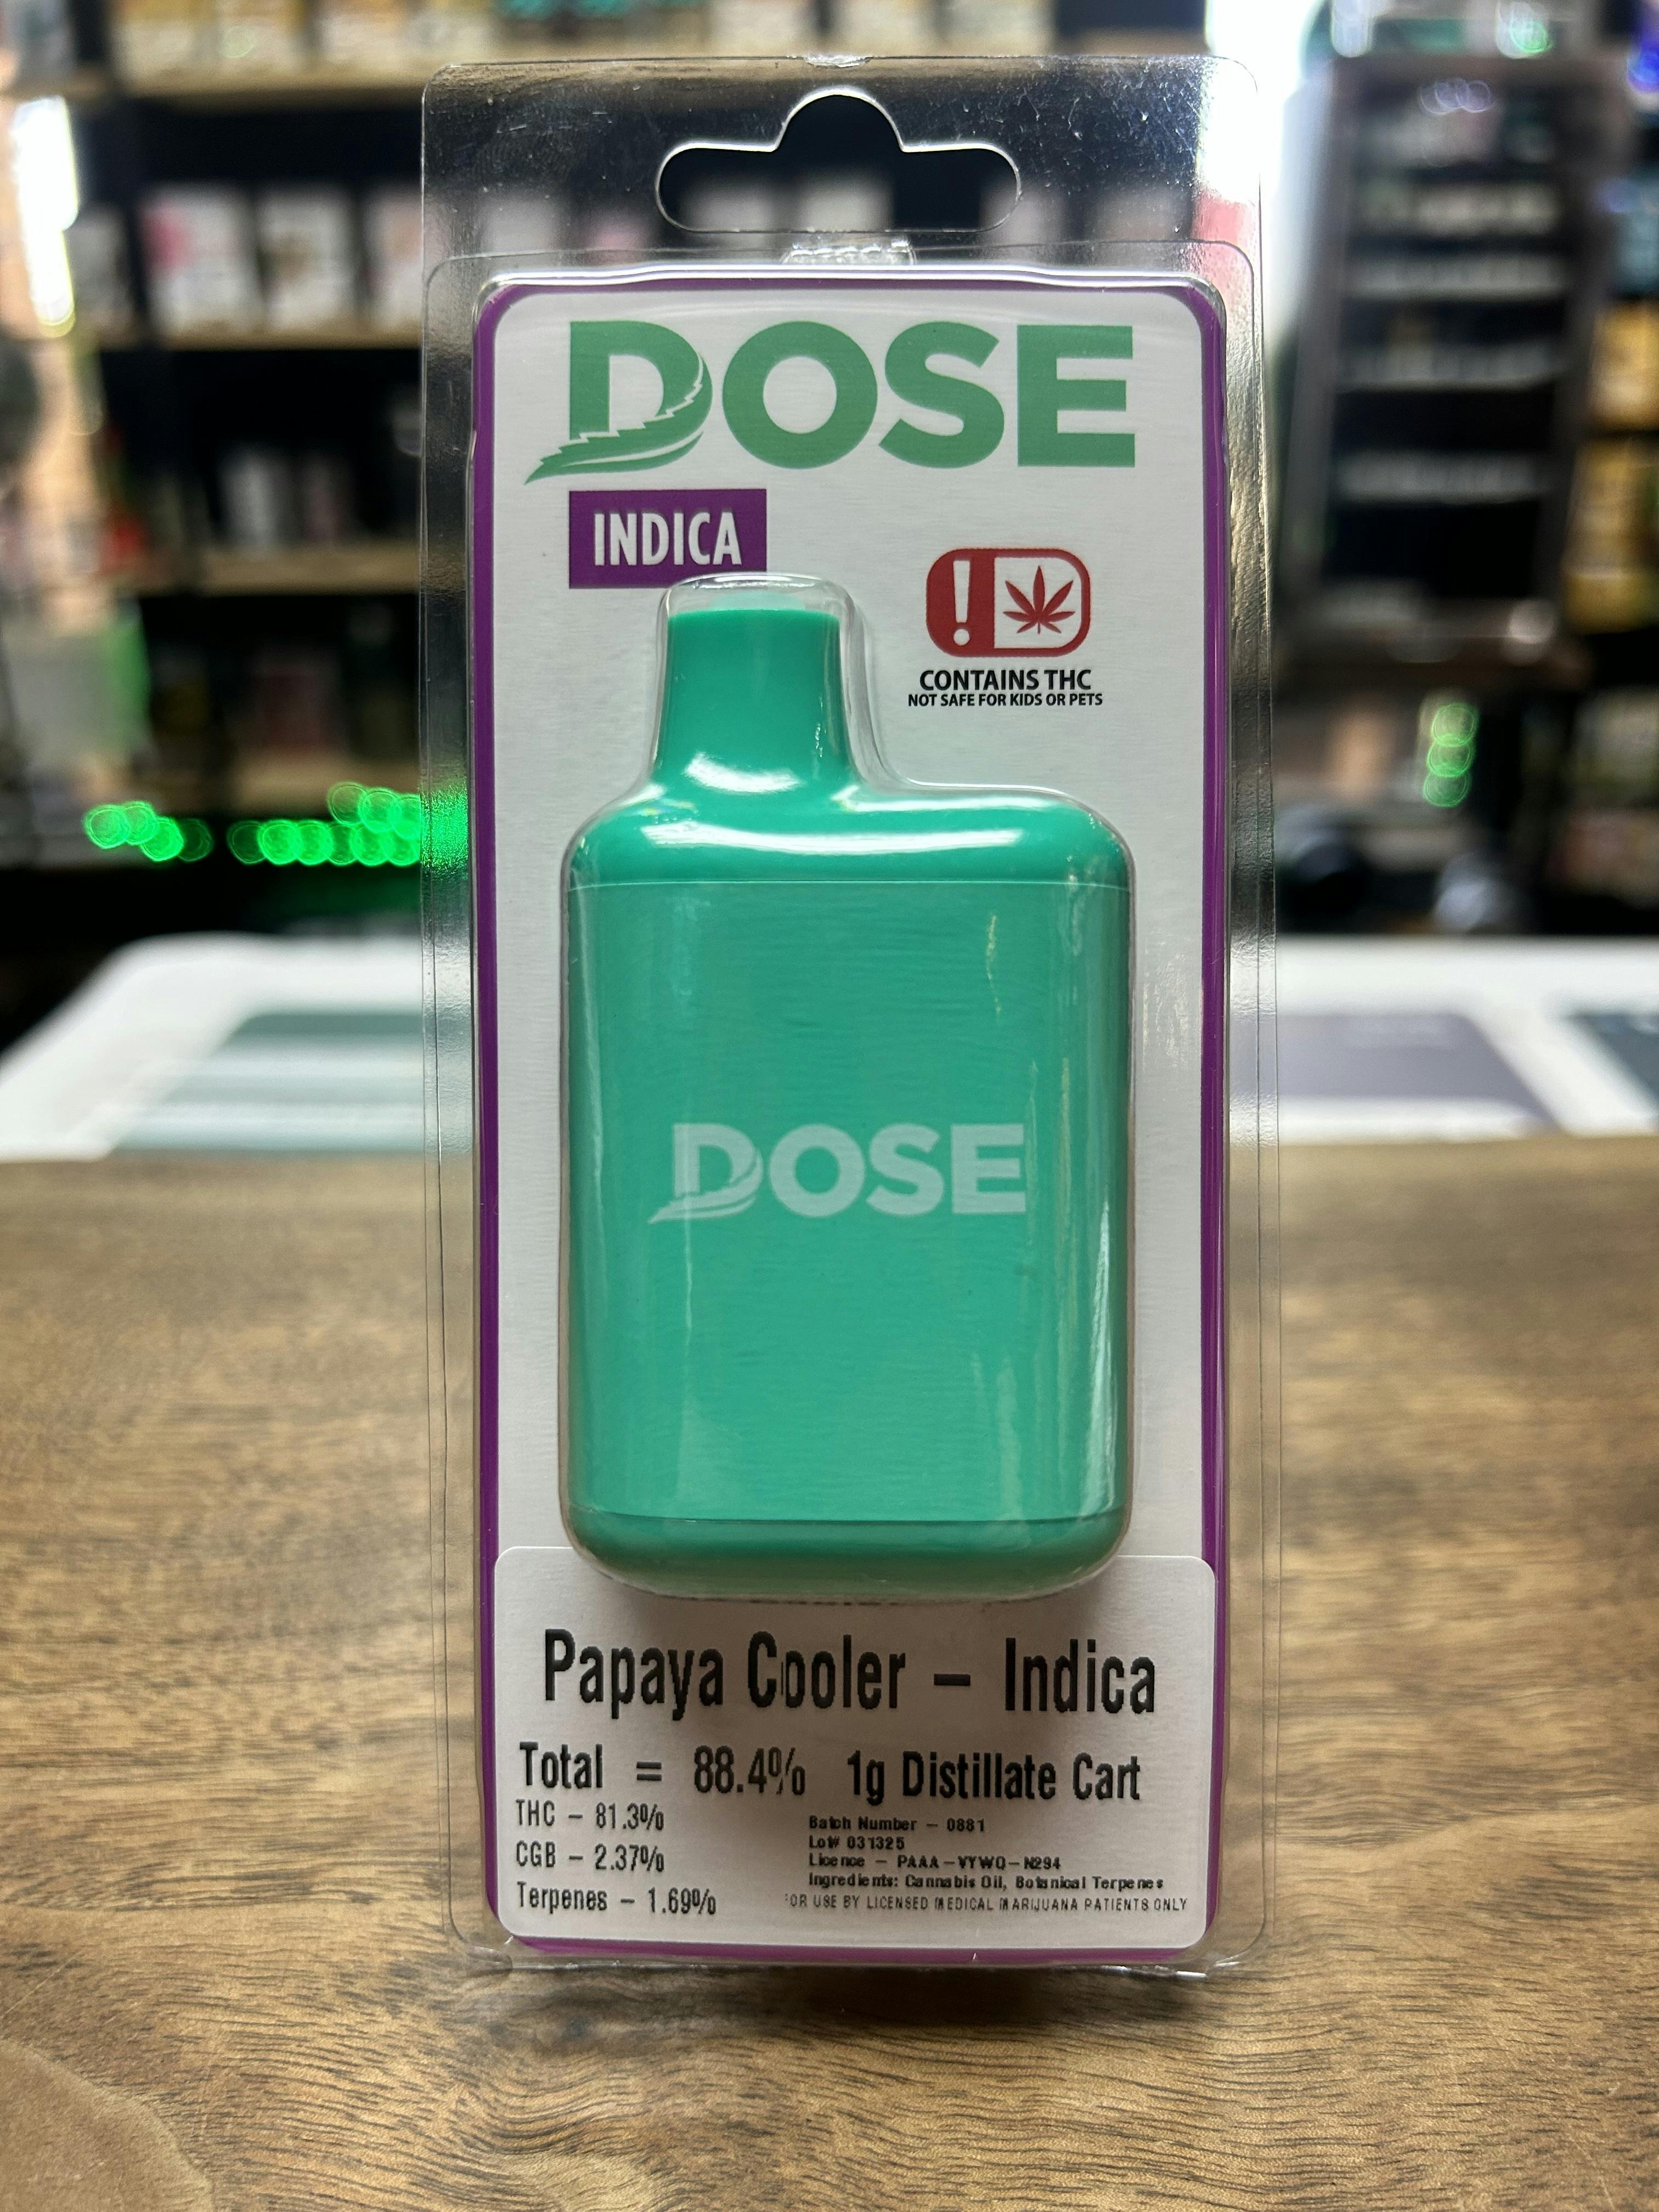 DOSE
INDICA
!
CONTAINS THC
NOT SAFE FOR KIDS OR PETS
DOSE
Papaya Cooler – Indica
Total = 88.4% 1g Distillate Cart
THC – 81.3%
CGB – 2.37%
Terpenes – 1.69%
Batch Number – 0881
Lot# 031325
Licence – PAAA-VYWQ-N294
Ingredients: Cannabis Oil, Botanical Terpenes
OR USE BY LICENSED MEDICAL MARIJUANA PATIENTS ONLY